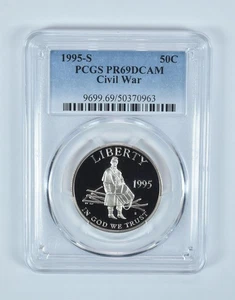 1995-S 50C
PCGS PR69DCAM
Civil War
9699.69/50370963
LIBERTY
1995
IN GOD WE TRUST